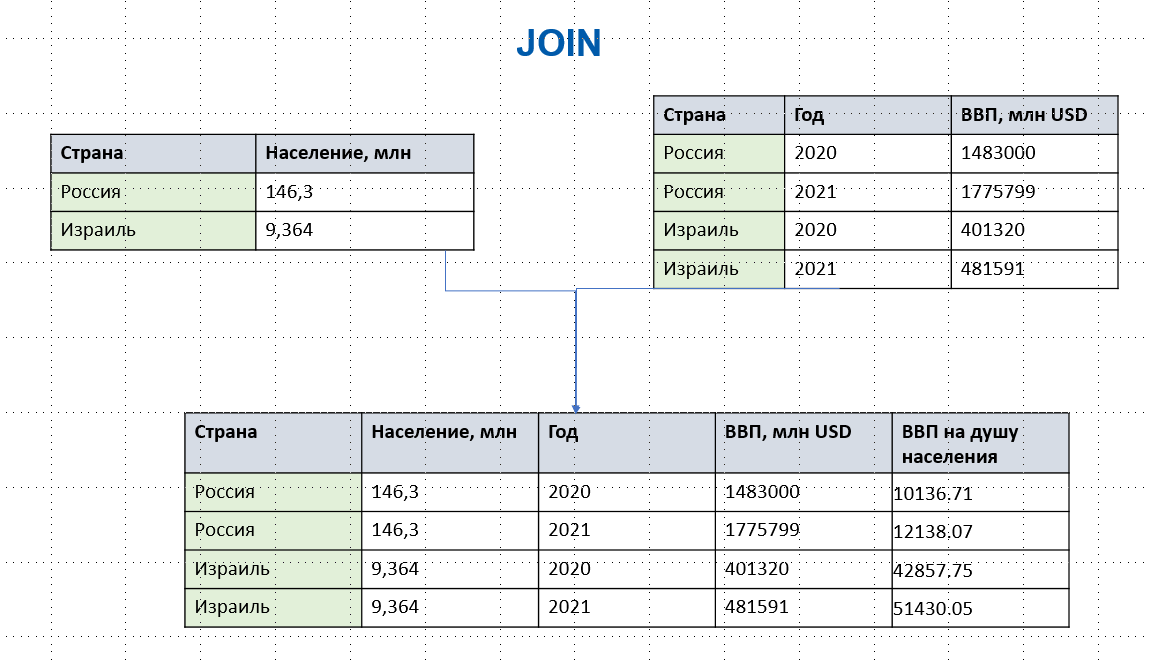 JOIN
Страна Население, млн
Россия 146,3
Израиль 9,364
Страна Год ВВП, млн USD
Россия 2020 1483000
Россия 2021 1775799
Израиль 2020 401320
Израиль 2021 481591
Страна Население, млн Год ВВП, млн USD ВВП на душу
населения
Россия 146,3 2020 1483000 10136.71
Россия 146,3 2021 1775799 12138.07
Израиль 9,364 2020 401320 42857.75
Израиль 9,364 2021 481591 51430.05